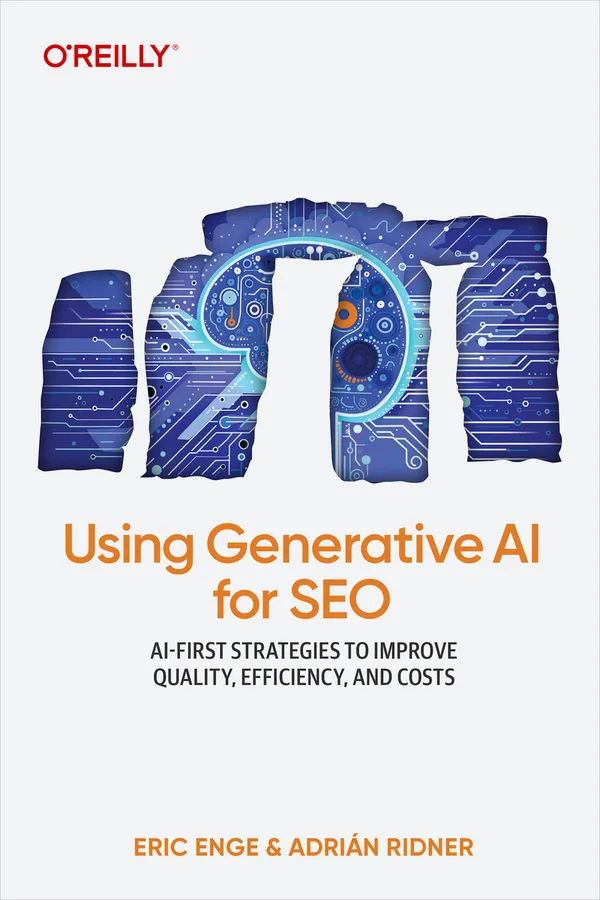 O'REILLY®
Using Generative AI
for SEO
AI-FIRST STRATEGIES TO IMPROVE
QUALITY, EFFICIENCY, AND COSTS
ERIC ENGE & ADRIÁN RIDNER